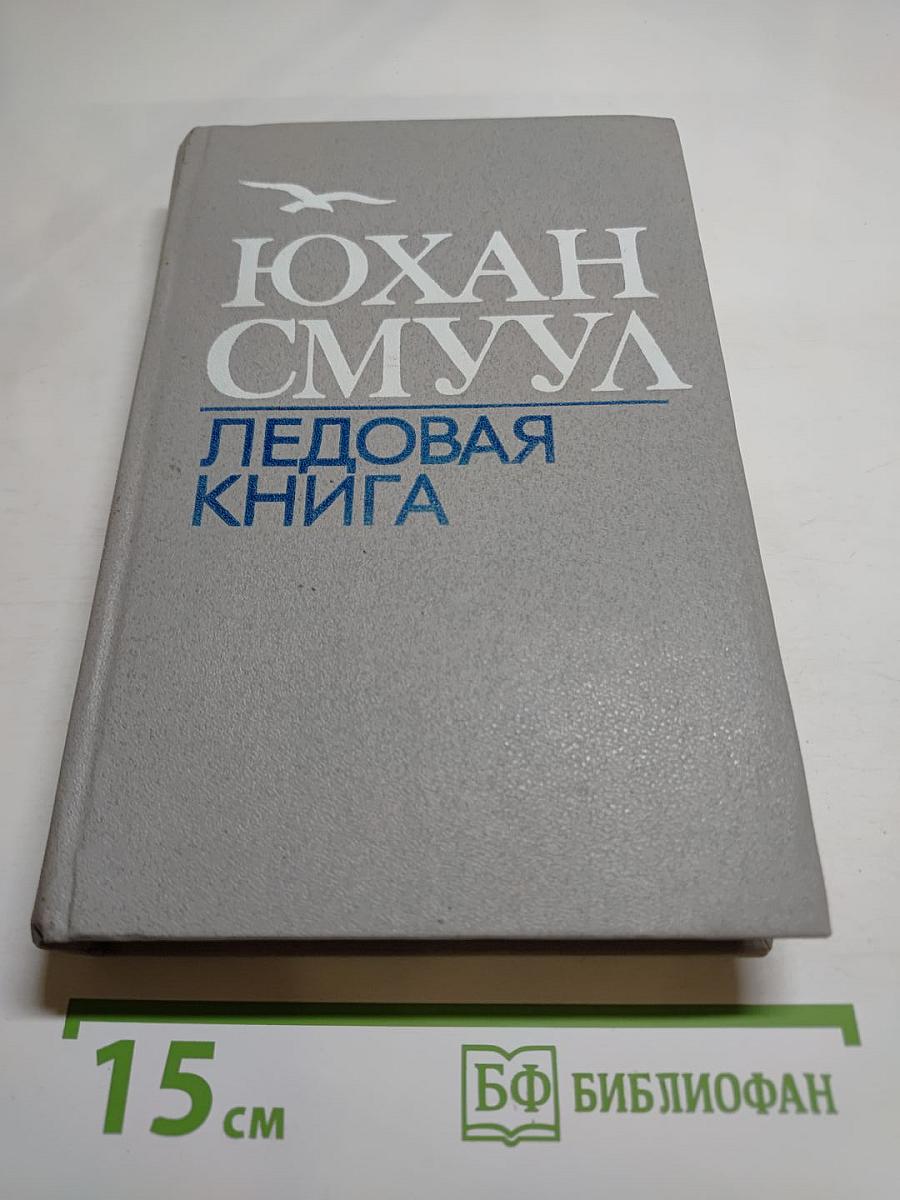 ЮХАН
СМУУЛ
ЛЕДОВАЯ
КНИГА
15 см
БФ БИБЛИОФАН